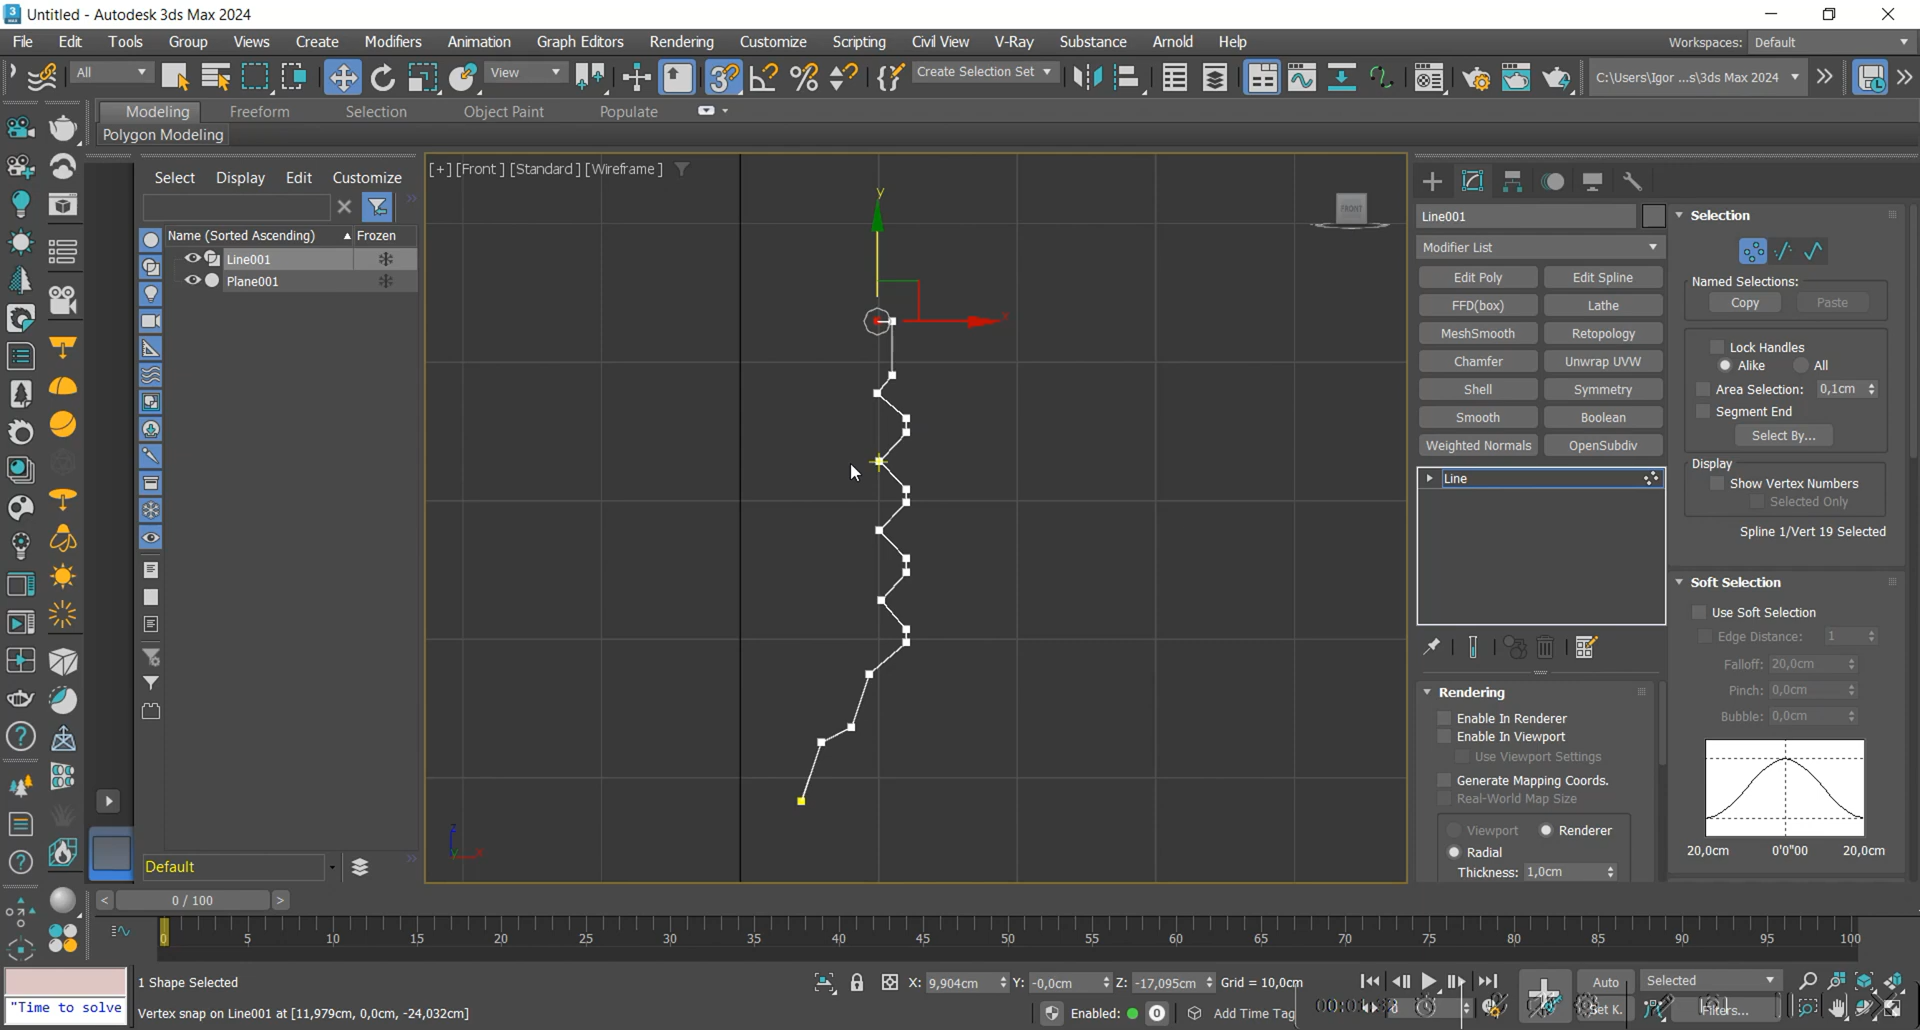 Untitled - Autodesk 3ds Max 2024
File Edit Tools Group Views Create Modifiers Animation Graph Editors Rendering Customize Scripting Civil View V-Ray Substance Arnold Help Workspaces: Default
All View Create Selection Set C:\Users\Igor ...s\3ds Max 2024
Modeling Freeform Selection Object Paint Populate
Polygon Modeling
Select Display Edit Customize
Name (Sorted Ascending) Frozen
Line001
Plane001
Default
[+] [Front ] [Standard ] [Wireframe ]
y
x
FRONT
z
y
x
Line001
Modifier List
Edit Poly Edit Spline
FFD(box) Lathe
MeshSmooth Retopology
Chamfer Unwrap UVW
Shell Symmetry
Smooth Boolean
Weighted Normals OpenSubdiv
Line
Rendering
Enable In Renderer
Enable In Viewport
Use Viewport Settings
Generate Mapping Coords.
Real-World Map Size
Viewport Renderer
Radial
Thickness: 1,0cm
Selection
Named Selections:
Copy Paste
Lock Handles
Alike All
Area Selection: 0,1cm
Segment End
Select By...
Display
Show Vertex Numbers
Selected Only
Spline 1/Vert 19 Selected
Soft Selection
Use Soft Selection
Edge Distance: 1
Falloff: 20,0cm
Pinch: 0,0cm
Bubble: 0,0cm
20,0cm 0'0"00 20,0cm
< 0 / 100 >
0 5 10 15 20 25 30 35 40 45 50 55 60 65 70 75 80 85 90 95 100
"Time to solve
1 Shape Selected
X: 9,904cm Y: -0,0cm Z: -17,095cm Grid = 10,0cm
Auto Selected
Vertex snap on Line001 at [11,979cm, 0,0cm, -24,032cm]
Enabled: 0 Add Time Tag
0 Set K. Filters...